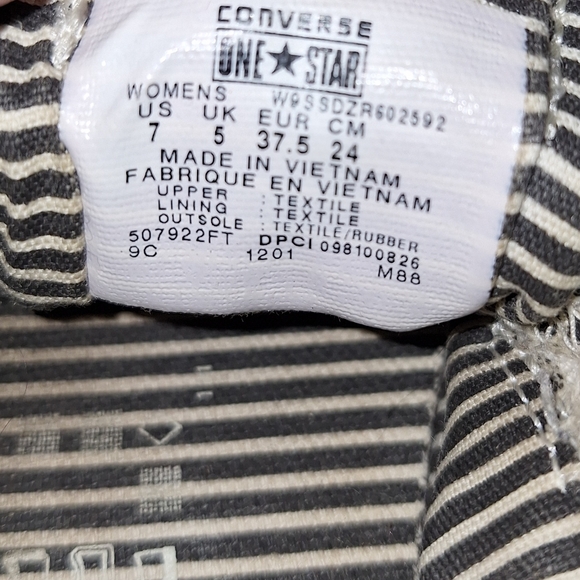 CONVERSE
ONE★STAR
WOMENS W9SSDZR602592
US UK EUR CM
7 5 37.5 24
MADE IN VIETNAM
FABRIQUE EN VIETNAM
UPPER : TEXTILE
LINING : TEXTILE
OUTSOLE : TEXTILE/RUBBER
507922FT DPCI 098100826
9C 1201 M88